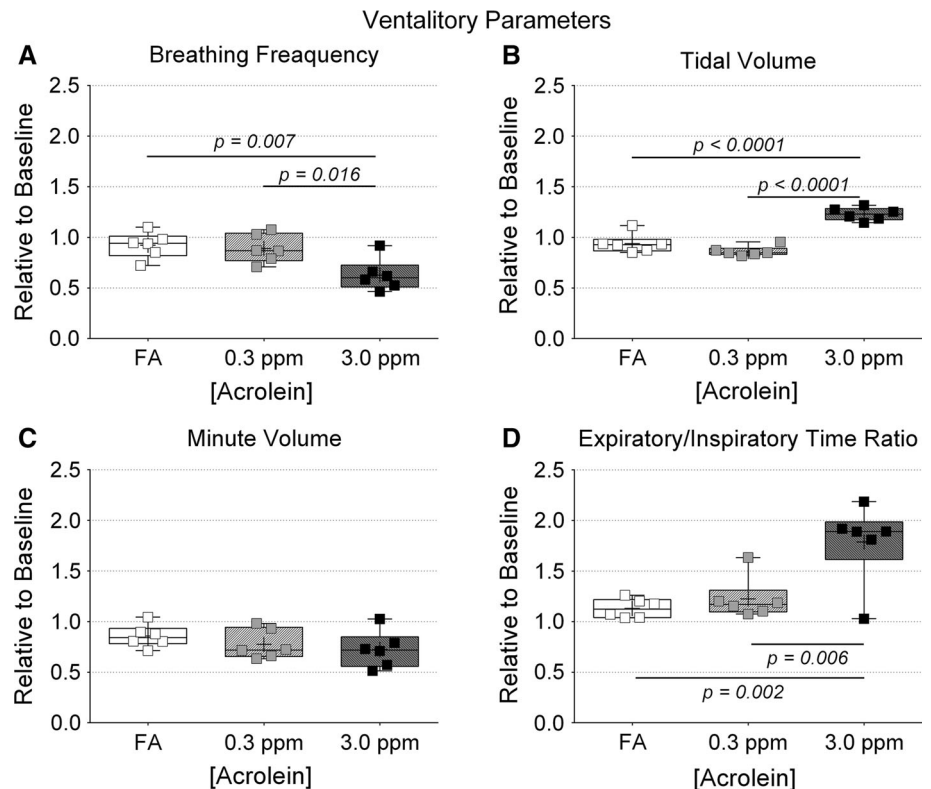 Ventalitory Parameters
A
Breathing Freaquency
Relative to Baseline
2.5
2.0
1.5
1.0
0.5
0.0
p = 0.007
p = 0.016
FA 0.3 ppm 3.0 ppm
[Acrolein]
B
Tidal Volume
Relative to Baseline
2.5
2.0
1.5
1.0
0.5
0.0
p < 0.0001
p < 0.0001
FA 0.3 ppm 3.0 ppm
[Acrolein]
C
Minute Volume
Relative to Baseline
2.5
2.0
1.5
1.0
0.5
0.0
FA 0.3 ppm 3.0 ppm
[Acrolein]
D
Expiratory/Inspiratory Time Ratio
Relative to Baseline
2.5
2.0
1.5
1.0
0.5
0.0
p = 0.006
p = 0.002
FA 0.3 ppm 3.0 ppm
[Acrolein]